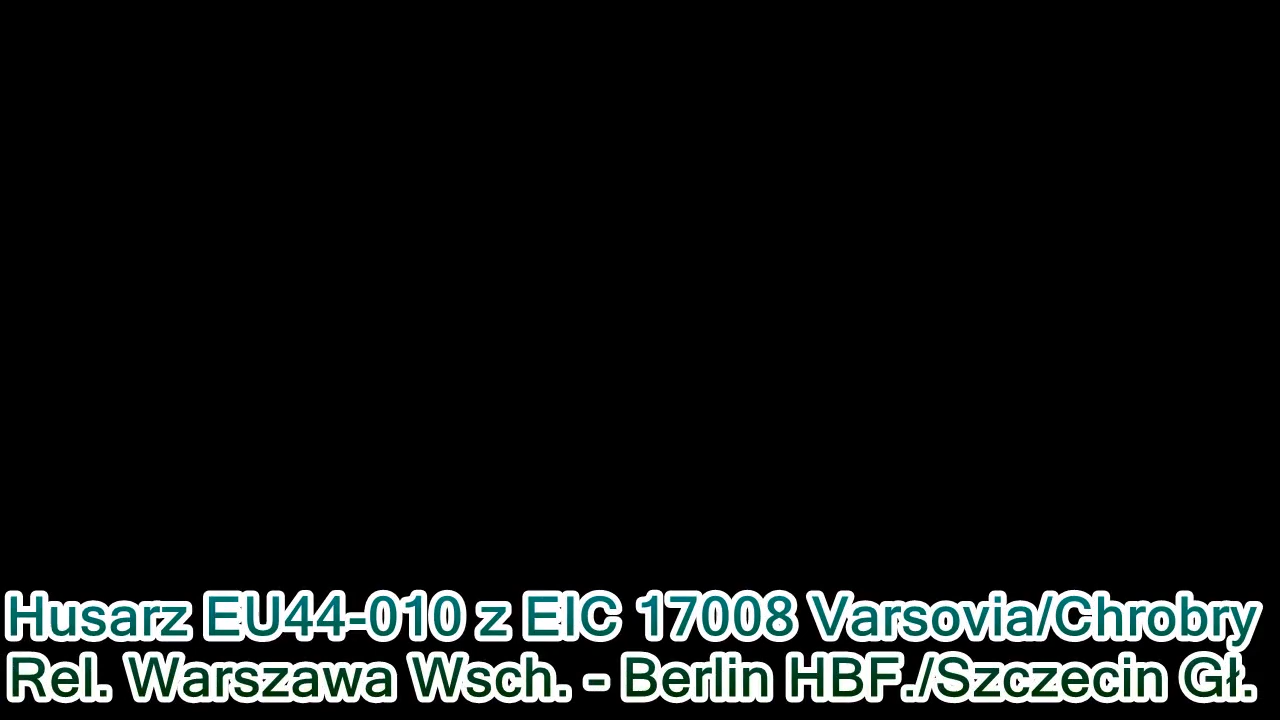 Husarz EU44-010 z EIC 17008 Varsovia/Chrobry
Rel. Warszawa Wsch. - Berlin HBF./Szczecin Gł.